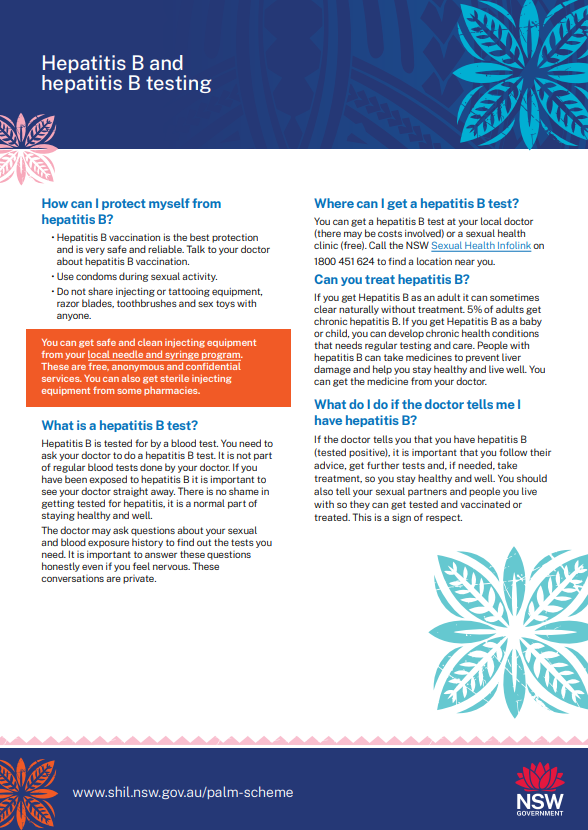 Hepatitis B and
hepatitis B testing
How can I protect myself from
hepatitis B?
• Hepatitis B vaccination is the best protection
and is very safe and reliable. Talk to your doctor
about hepatitis B vaccination.
• Use condoms during sexual activity.
• Do not share injecting or tattooing equipment,
razor blades, toothbrushes and sex toys with
anyone.
You can get safe and clean injecting equipment
from your local needle and syringe program.
These are free, anonymous and confidential
services. You can also get sterile injecting
equipment from some pharmacies.
What is a hepatitis B test?
Hepatitis B is tested for by a blood test. You need to
ask your doctor to do a hepatitis B test. It is not part
of regular blood tests done by your doctor. If you
have been exposed to hepatitis B it is important to
see your doctor straight away. There is no shame in
getting tested for hepatitis, it is a normal part of
staying healthy and well.
The doctor may ask questions about your sexual
and blood exposure history to find out the tests you
need. It is important to answer these questions
honestly even if you feel nervous. These
conversations are private.
Where can I get a hepatitis B test?
You can get a hepatitis B test at your local doctor
(there may be costs involved) or a sexual health
clinic (free). Call the NSW Sexual Health Infolink on
1800 451 624 to find a location near you.
Can you treat hepatitis B?
If you get Hepatitis B as an adult it can sometimes
clear naturally without treatment. 5% of adults get
chronic hepatitis B. If you get Hepatitis B as a baby
or child, you can develop chronic health conditions
that needs regular testing and care. People with
hepatitis B can take medicines to prevent liver
damage and help you stay healthy and live well. You
can get the medicine from your doctor.
What do I do if the doctor tells me I
have hepatitis B?
If the doctor tells you that you have hepatitis B
(tested positive), it is important that you follow their
advice, get further tests and, if needed, take
treatment, so you stay healthy and well. You should
also tell your sexual partners and people you live
with so they can get tested and vaccinated or
treated. This is a sign of respect.
www.shil.nsw.gov.au/palm-scheme
NSW
GOVERNMENT